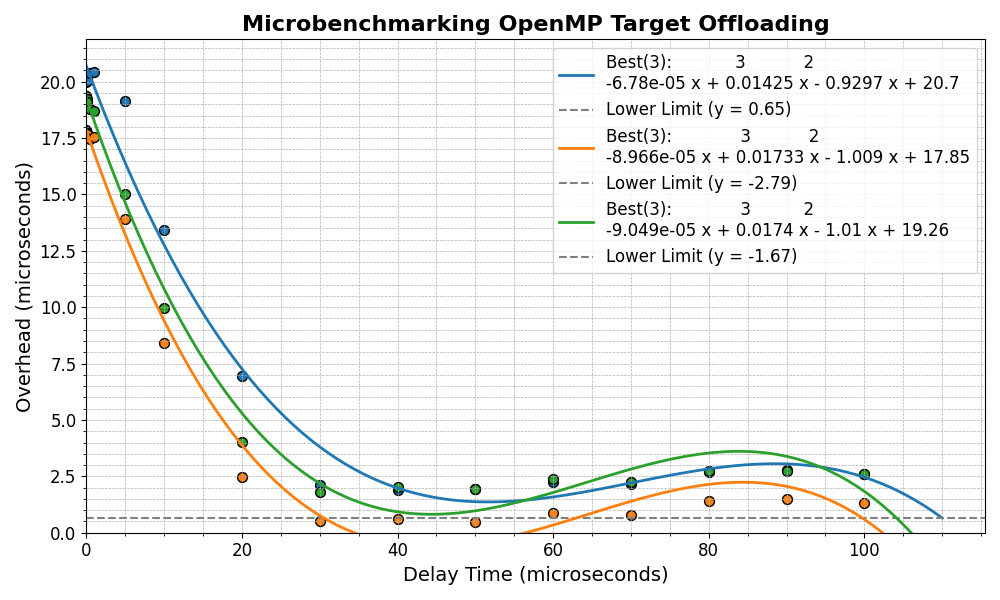 Microbenchmarking OpenMP Target Offloading
Overhead (microseconds)
20.0
17.5
15.0
12.5
10.0
7.5
5.0
2.5
0.0
Best(3): 3 2
-6.78e-05 x + 0.01425 x - 0.9297 x + 20.7
Lower Limit (y = 0.65)
Best(3): 3 2
-8.966e-05 x + 0.01733 x - 1.009 x + 17.85
Lower Limit (y = -2.79)
Best(3): 3 2
-9.049e-05 x + 0.0174 x - 1.01 x + 19.26
Lower Limit (y = -1.67)
0 20 40 60 80 100
Delay Time (microseconds)